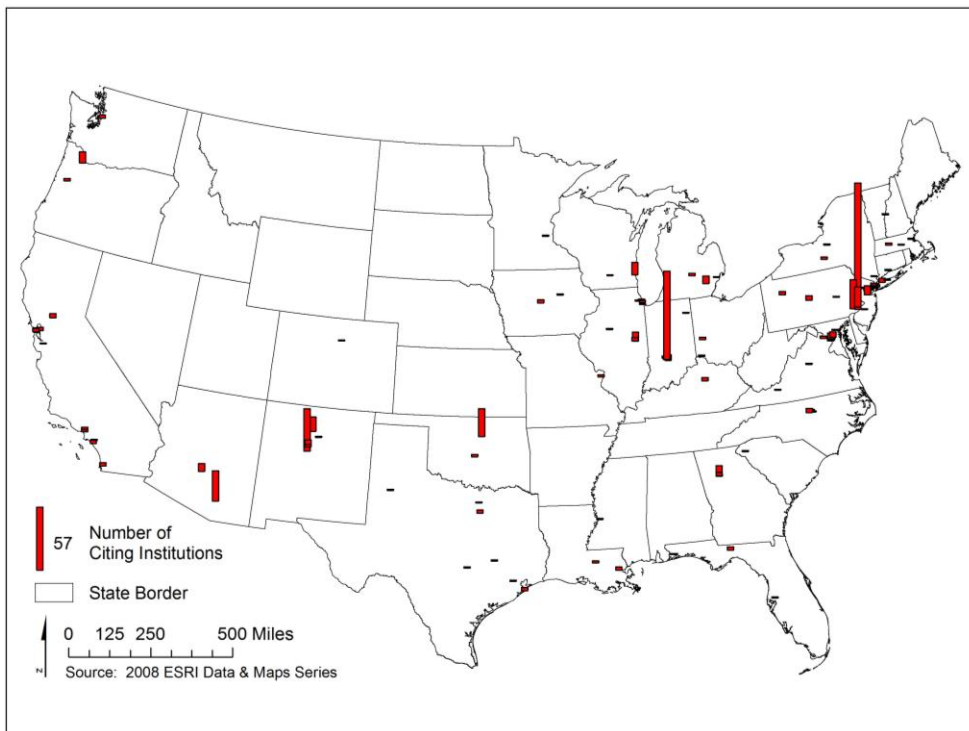 57
Number of
Citing Institutions
State Border
0 125 250 500 Miles
N
Source: 2008 ESRI Data & Maps Series